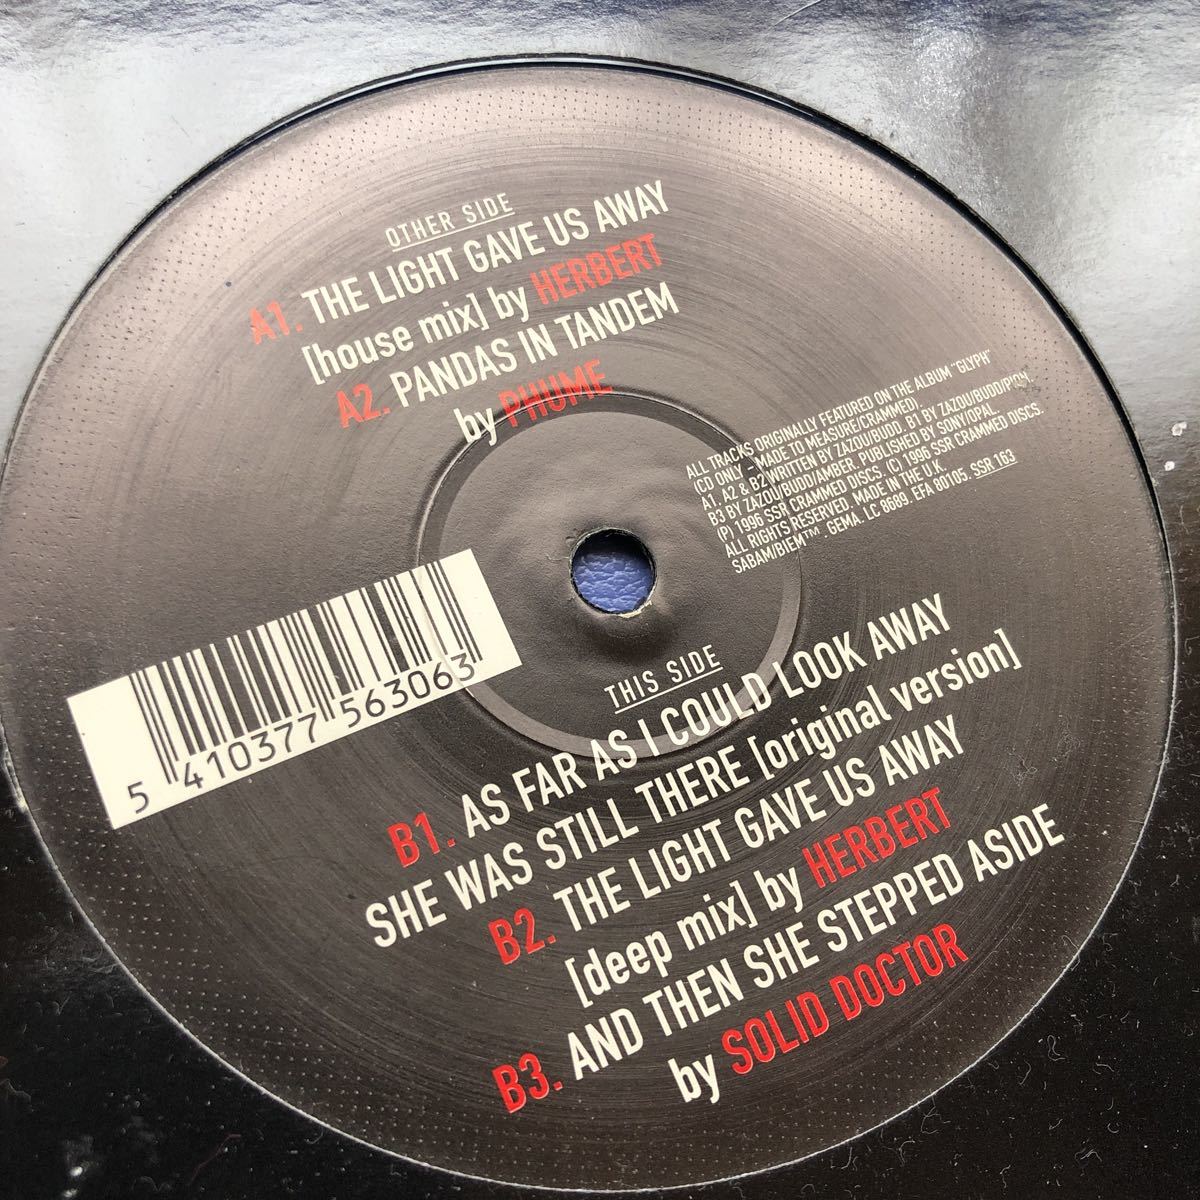 OTHER SIDE
A1. THE LIGHT GAVE US AWAY
[house mix] by HERBERT
A2. PANDAS IN TANDEM
by PHUME
ALL TRACKS ORIGINALLY FEATURED ON THE ALBUM "GLYPH"
(CD ONLY - MADE TO MEASURE/CRAMMED).
A1, A2 & B2 WRITTEN BY ZAZOU/BUDD. B1 BY ZAZOU/BUDD/PIGN.
B3 BY ZAZOU/BUDD/AMBER. PUBLISHED BY SONY/OPAL.
(P) 1996 SSR CRAMMED DISCS. (C) 1996 SSR CRAMMED DISCS.
ALL RIGHTS RESERVED. MADE IN THE U.K.
SABAM/BIEM™. GEMA. LC 8689. EFA 80105. SSR 163
5 410377 563063
THIS SIDE
B1. AS FAR AS I COULD LOOK AWAY
SHE WAS STILL THERE [original version]
B2. THE LIGHT GAVE US AWAY
[deep mix] by HERBERT
B3. AND THEN SHE STEPPED ASIDE
by SOLID DOCTOR